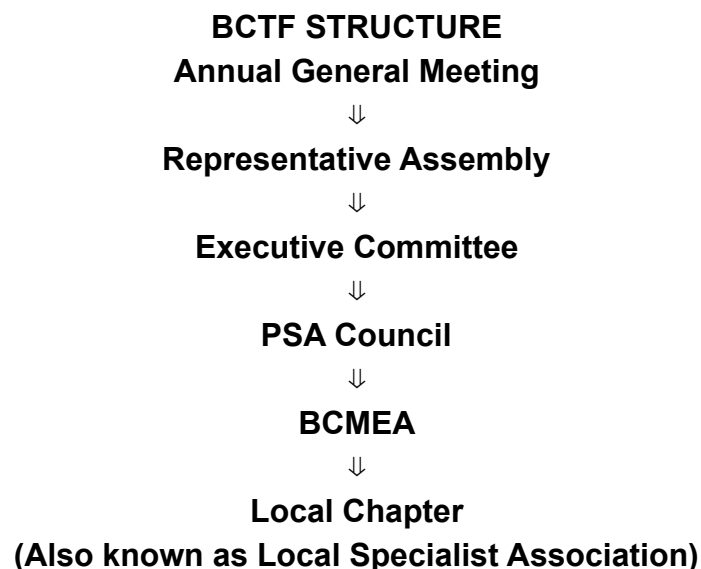 BCTF STRUCTURE
Annual General Meeting
⇓
Representative Assembly
⇓
Executive Committee
⇓
PSA Council
⇓
BCMEA
⇓
Local Chapter
(Also known as Local Specialist Association)